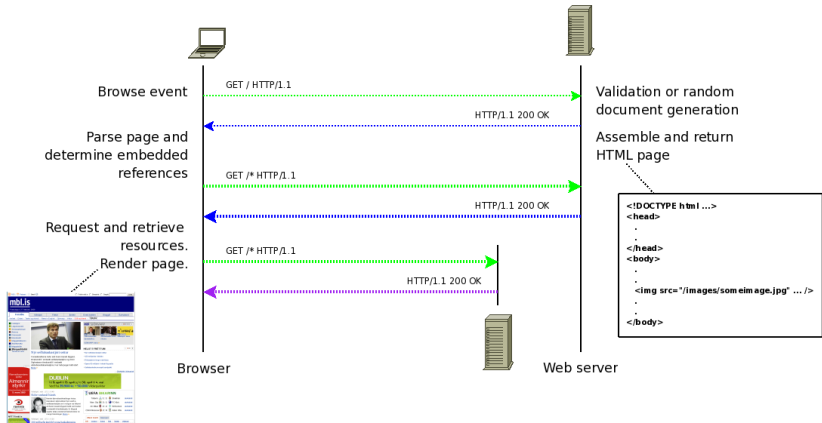 GET / HTTP/1.1
Browse event
Validation or random
document generation
HTTP/1.1 200 OK
Parse page and
determine embedded
references
Assemble and return
HTML page
GET /* HTTP/1.1
HTTP/1.1 200 OK
<!DOCTYPE html ...>
<head>
.
.
</head>
<body>
.
.
<img src="/images/someimage.jpg" ... />
.
.
</body>
Request and retrieve
resources.
Render page.
GET /* HTTP/1.1
HTTP/1.1 200 OK
mbl.is
DUBLIN
Browser
Web server